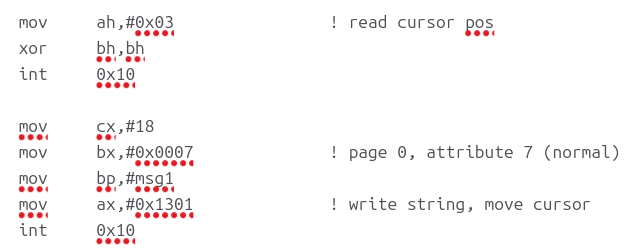 mov ah,#0x03 ! read cursor pos
xor bh,bh
int 0x10
mov cx,#18
mov bx,#0x0007 ! page 0, attribute 7 (normal)
mov bp,#msg1
mov ax,#0x1301 ! write string, move cursor
int 0x10